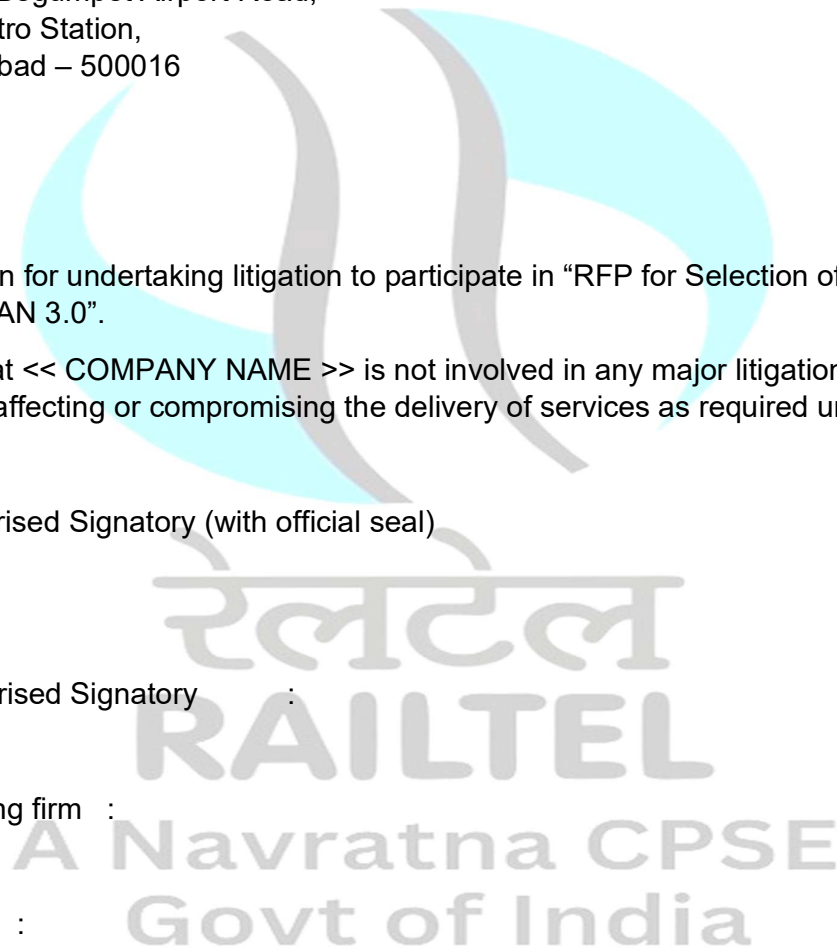 Begumpet Airport Road,
tro Station,
bad – 500016
n for undertaking litigation to participate in “RFP for Selection of
AN 3.0”.
at << COMPANY NAME >> is not involved in any major litigation
affecting or compromising the delivery of services as required u
rised Signatory (with official seal)
रेलटेल
rised Signatory :
RAILTEL
ng firm :
A Navratna CPSE
: Govt of India